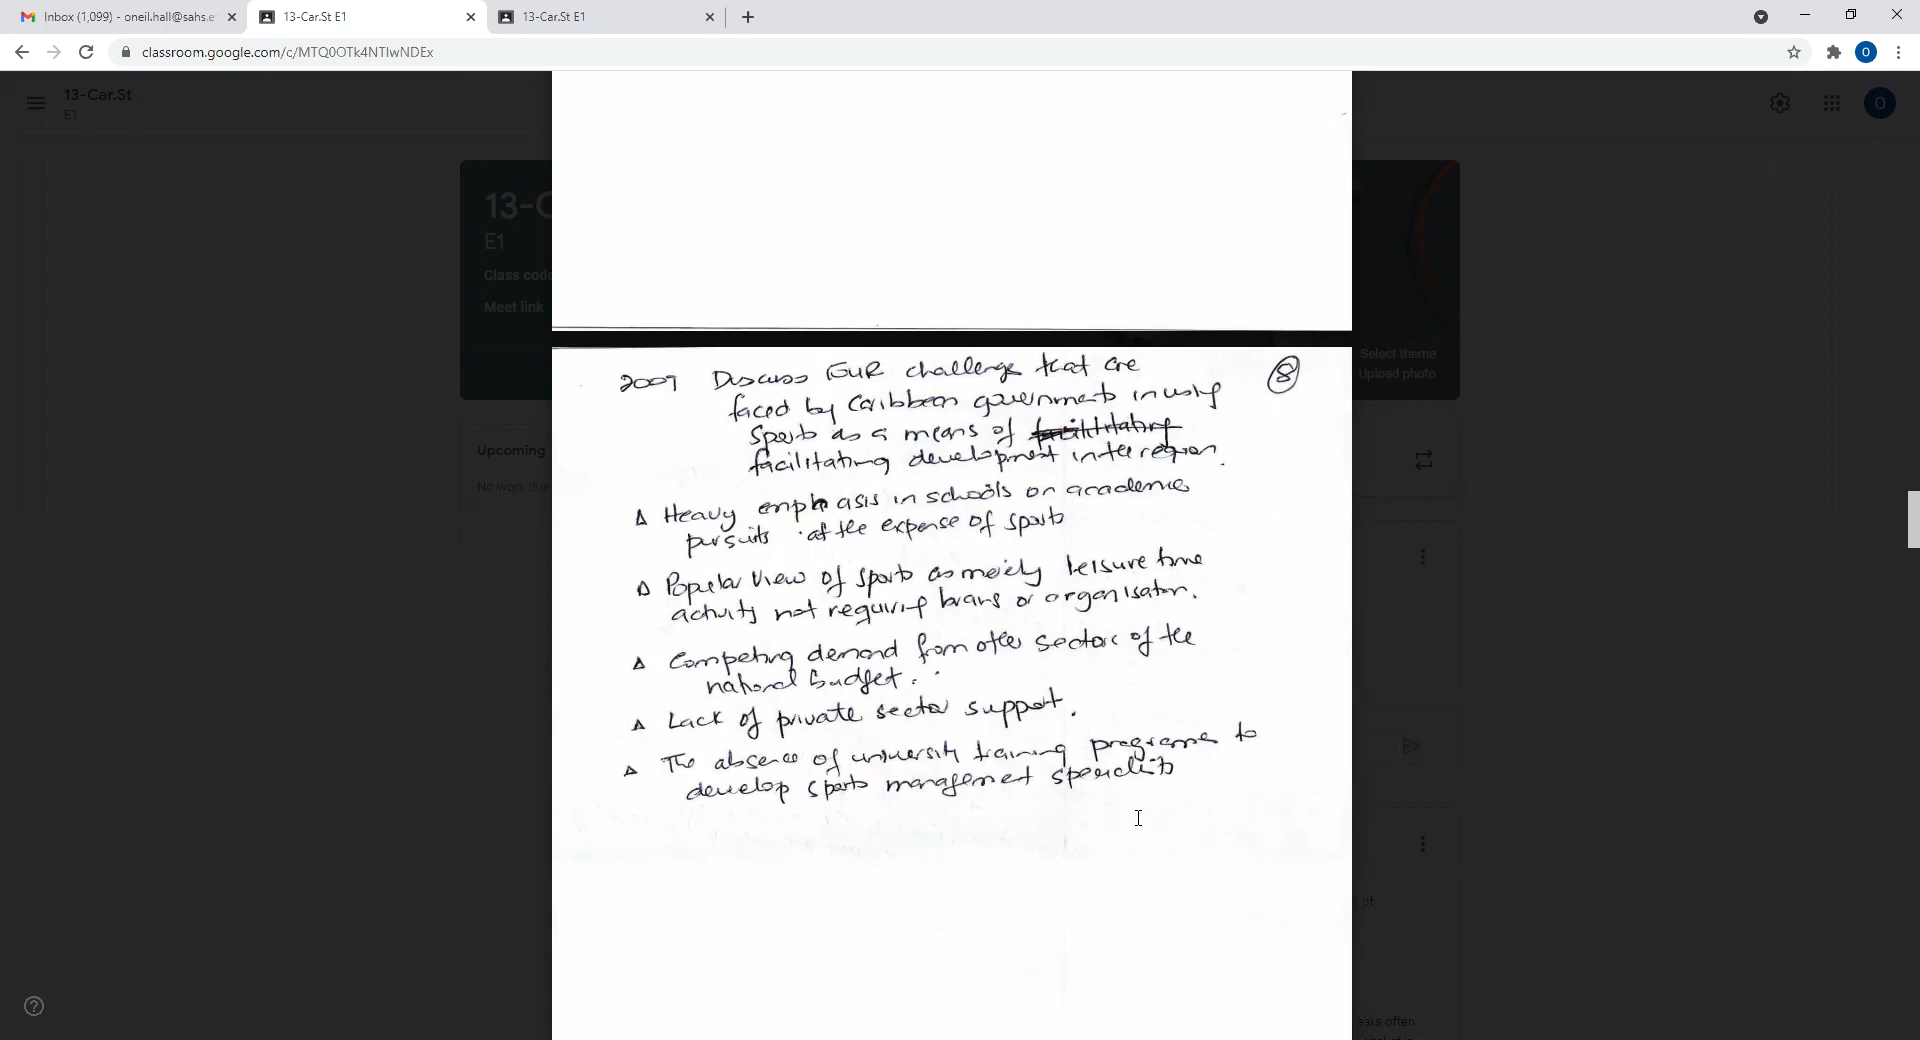 Inbox (1,099) - oneil.hall@sahs.e
13-Car.St E1
13-Car.St E1
classroom.google.com/c/MTQ0OTk4NTIwNDEx
O
13-Car.St
E1
O
13-C
E1
Class code
Meet link
Select theme
Upload photo
Upcoming
No work due
2009 Discuss FOUR challenges that are
faced by Caribbean governments in using
sports as a means of facilitating
facilitating development in the region.
8
Δ Heavy emphasis in schools on academic
pursuits at the expense of sports
Δ Popular view of sports as merely leisure time
activity not requiring brains or organisation.
Δ Competing demand from other sectors of the
national budget.
Δ Lack of private sector support.
Δ The absence of university training programme to
develop sports management specialists
of
ears often